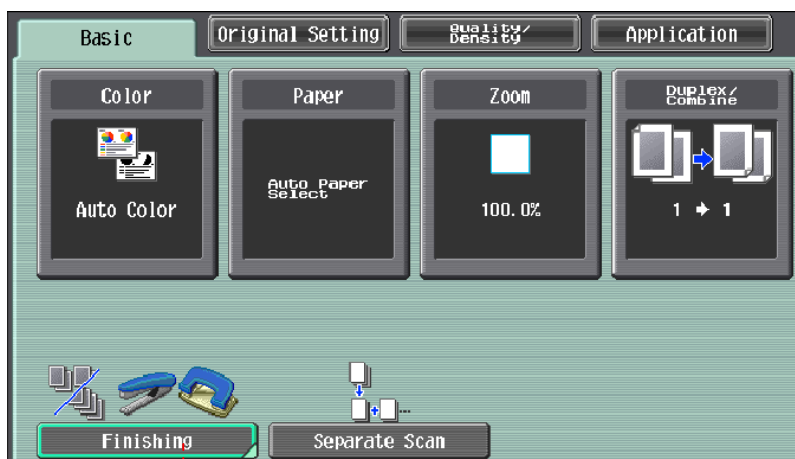 Basic
Original Setting
Quality/
Density
Application
Color
Paper
Zoom
Duplex/
Combine
Auto Color
Auto Paper
Select
100.0%
1 → 1
Finishing
Separate Scan